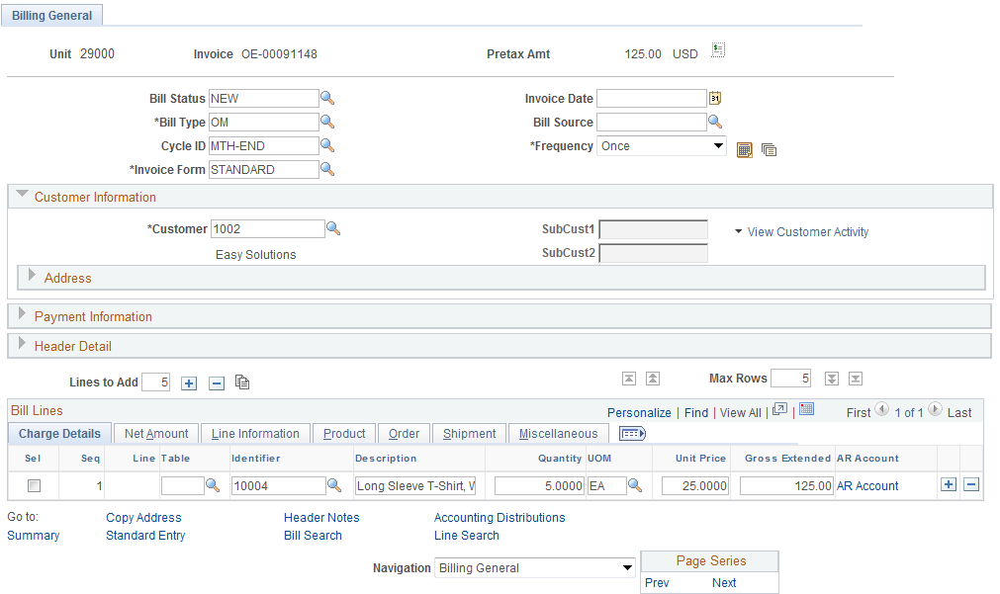 Billing General
Unit 29000 Invoice OE-00091148 Pretax Amt 125.00 USD
Bill Status NEW Invoice Date
*Bill Type OM Bill Source
Cycle ID MTH-END *Frequency Once
*Invoice Form STANDARD
Customer Information
*Customer 1002 SubCust1 View Customer Activity
Easy Solutions SubCust2
Address
Payment Information
Header Detail
Lines to Add 5 Max Rows 5
Bill Lines Personalize | Find | View All | | First 1 of 1 Last
Charge Details Net Amount Line Information Product Order Shipment Miscellaneous
Sel Seq Line Table Identifier Description Quantity UOM Unit Price Gross Extended AR Account
1 10004 Long Sleeve T-Shirt, 5.0000 EA 25.0000 125.00 AR Account
Go to: Copy Address Header Notes Accounting Distributions
Summary Standard Entry Bill Search Line Search
Navigation Billing General Page Series
Prev Next